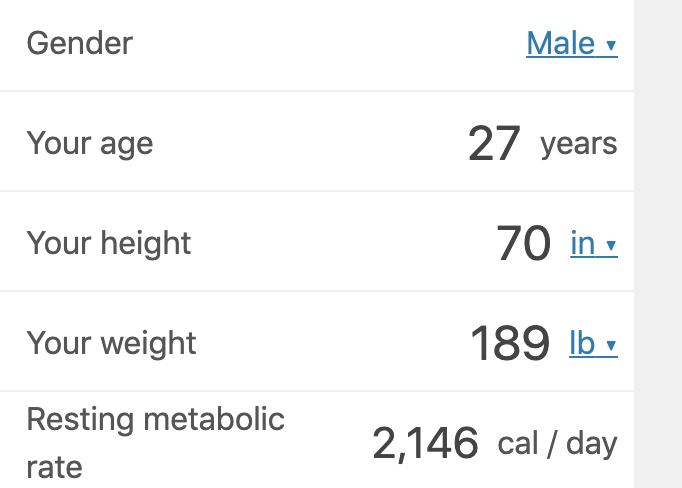 Gender Male ▾
Your age 27 years
Your height 70 in ▾
Your weight 189 lb ▾
Resting metabolic
rate 2,146 cal / day